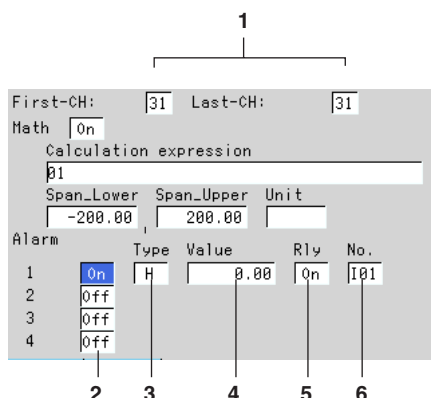 1
First-CH: 31 Last-CH: 31
Math On
Calculation expression
01
Span_Lower Span_Upper Unit
-200.00 200.00
Alarm
Type Value Rly No.
1 On H 0.00 On I01
2 Off
3 Off
4 Off
2 3 4 5 6